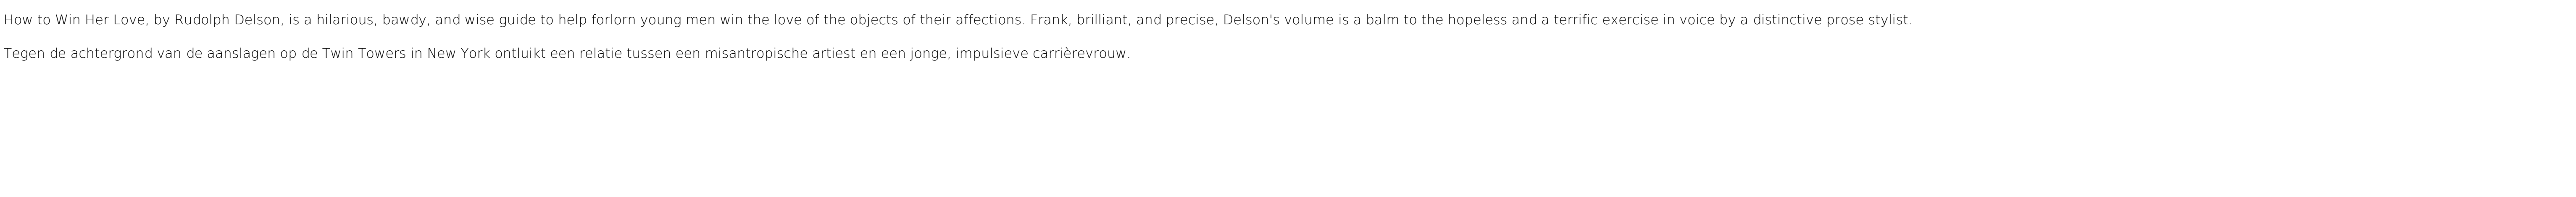 How to Win Her Love, by Rudolph Delson, is a hilarious, bawdy, and wise guide to help forlorn young men win the love of the objects of their affections. Frank, brilliant, and precise, Delson's volume is a balm to the hopeless and a terrific exercise in voice by a distinctive prose stylist.
Tegen de achtergrond van de aanslagen op de Twin Towers in New York ontluikt een relatie tussen een misantropische artiest en een jonge, impulsieve carrièrevrouw.